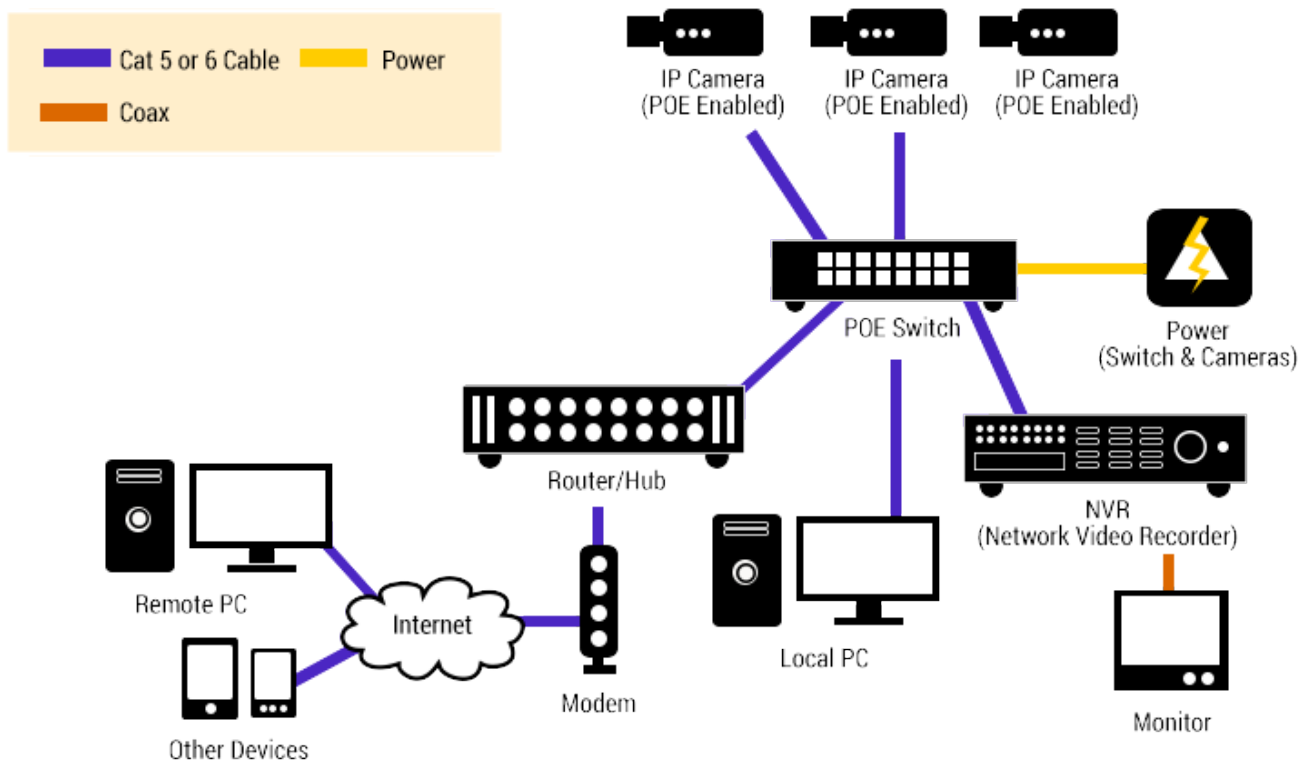 Cat 5 or 6 Cable
Power
Coax
IP Camera
(POE Enabled)
IP Camera
(POE Enabled)
IP Camera
(POE Enabled)
POE Switch
Power
(Switch & Cameras)
Router/Hub
NVR
(Network Video Recorder)
Remote PC
Internet
Local PC
Modem
Monitor
Other Devices